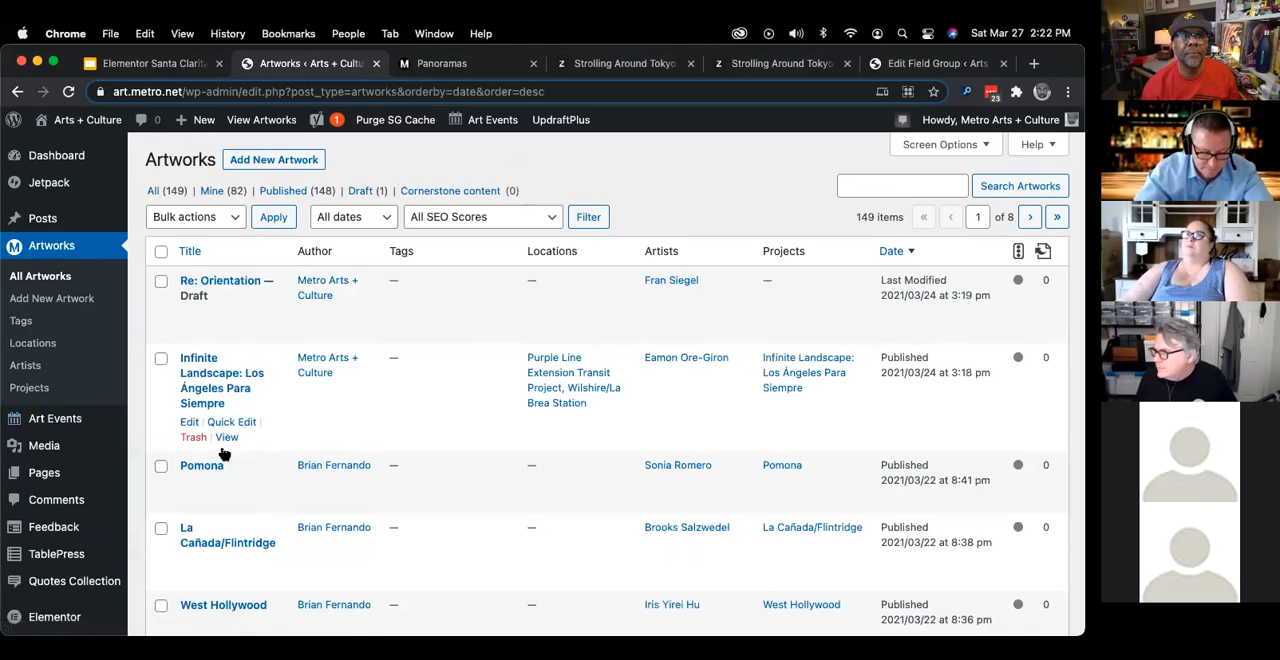 Chrome File Edit View History Bookmarks People Tab Window Help Sat Mar 27 2:22 PM
Elementor Santa Clarit Artworks ‹ Arts + Cultu Panoramas Strolling Around Tokyo Strolling Around Tokyo Edit Field Group ‹ Arts
art.metro.net/wp-admin/edit.php?post_type=artworks&orderby=date&order=desc 23
Arts + Culture 0 New View Artworks 1 Purge SG Cache Art Events UpdraftPlus Howdy, Metro Arts + Culture
Dashboard
Jetpack
Posts
Artworks
All Artworks
Add New Artwork
Tags
Locations
Artists
Projects
Art Events
Media
Pages
Comments
Feedback
TablePress
Quotes Collection
Elementor
Screen Options Help
Artworks Add New Artwork
All (149) | Mine (82) | Published (148) | Draft (1) | Cornerstone content (0)
Search Artworks
Bulk actions Apply All dates All SEO Scores Filter 149 items « ‹ 1 of 8 › »
Title Author Tags Locations Artists Projects Date
Re: Orientation — Metro Arts + — — Fran Siegel — Last Modified 0
Draft Culture 2021/03/24 at 3:19 pm
Infinite Metro Arts + — Purple Line Eamon Ore-Giron Infinite Landscape: Published 0
Landscape: Los Culture Extension Transit Los Ángeles Para 2021/03/24 at 3:18 pm
Ángeles Para Project, Wilshire/La Siempre
Siempre Brea Station
Edit | Quick Edit |
Trash | View
Pomona Brian Fernando — — Sonia Romero Pomona Published 0
2021/03/22 at 8:41 pm
La Brian Fernando — — Brooks Salzwedel La Cañada/Flintridge Published 0
Cañada/Flintridge 2021/03/22 at 8:38 pm
West Hollywood Brian Fernando — — Iris Yirei Hu West Hollywood Published 0
2021/03/22 at 8:36 pm